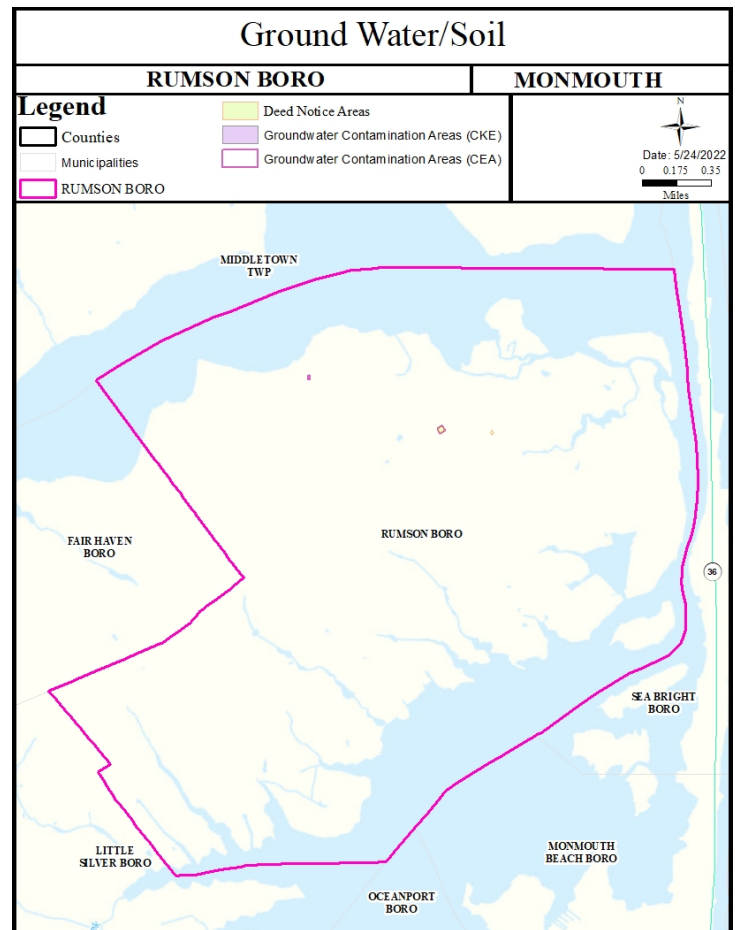 Ground Water/Soil
RUMSON BORO
MONMOUTH
Legend
Counties
Municipalities
RUMSON BORO
Deed Notice Areas
Groundwater Contamination Areas (CKE)
Groundwater Contamination Areas (CEA)
N
Date: 5/24/2022
0 0.175 0.35
Miles
MIDDLETOWN
TWP
FAIR HAVEN
BORO
RUMSON BORO
36
SEA BRIGHT
BORO
LITTLE
SILVER BORO
MONMOUTH
BEACH BORO
OCEANPORT
BORO